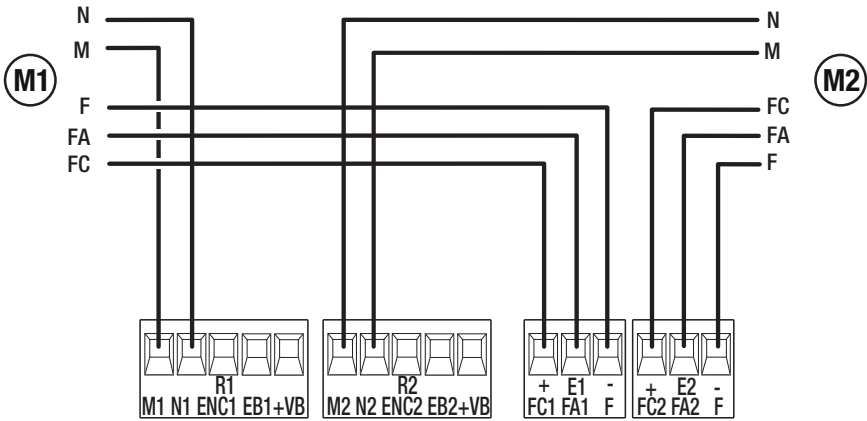 N
M
M1
F
FA
FC
N
M
M2
FC
FA
F
R1
M1 N1 ENC1 EB1+VB
R2
M2 N2 ENC2 EB2+VB
+ E1 -
FC1 FA1 F
+ E2 -
FC2 FA2 F